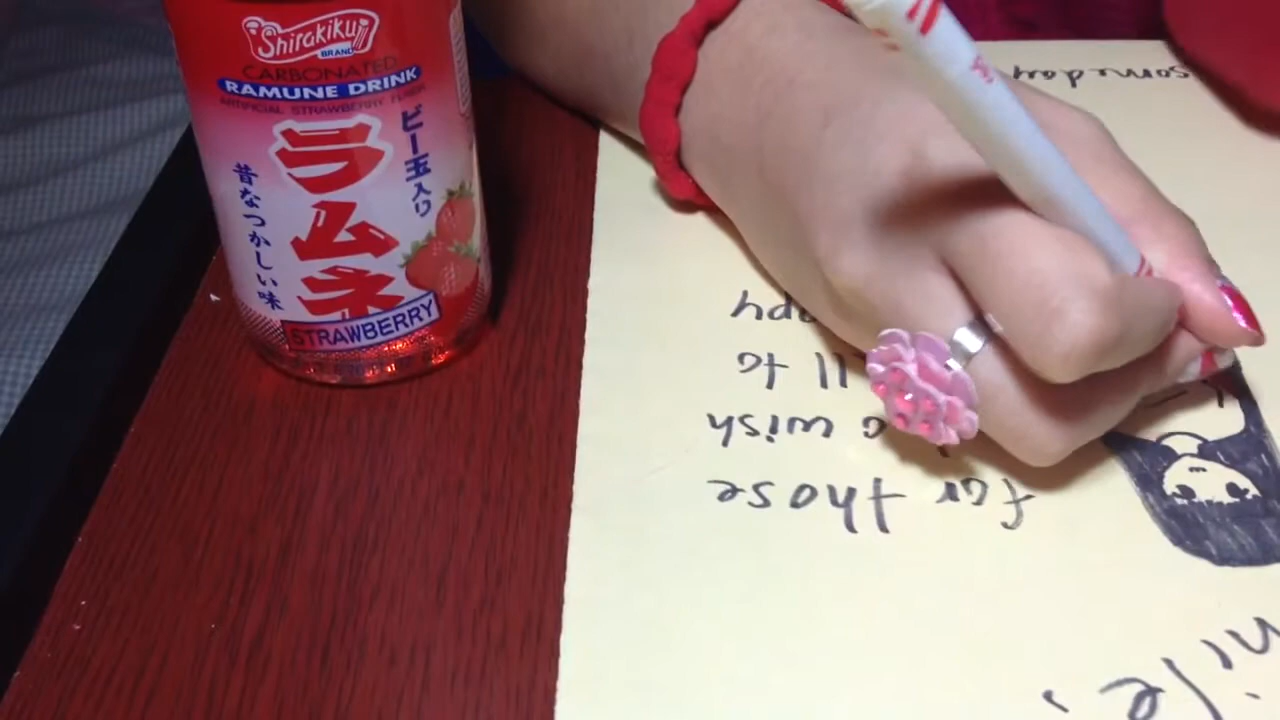 Shirakiku
BRAND
CARBONATED
RAMUNE DRINK
ARTIFICIAL STRAWBERRY FLAVOR
ラムネ
ビー玉入り
昔なつかしい味
STRAWBERRY
for those
wish
ll to
someday